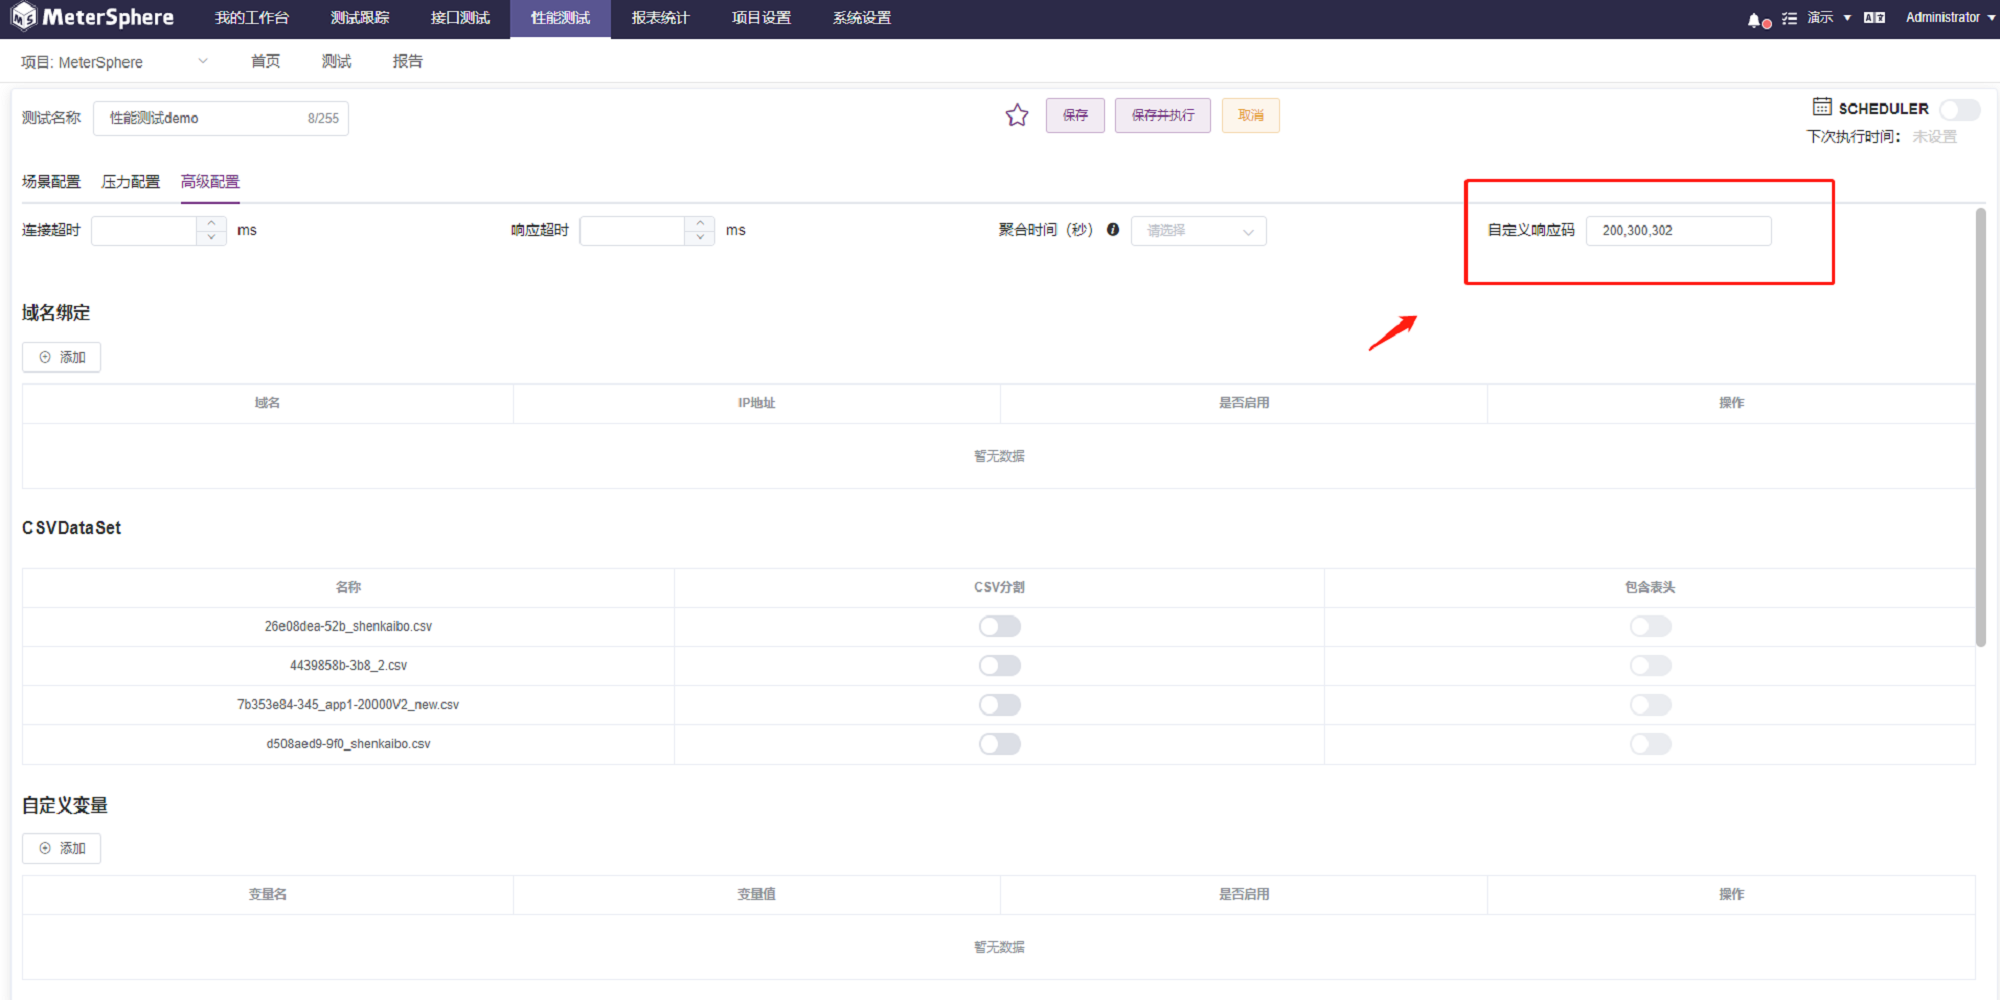 MeterSphere 我的工作台 测试跟踪 接口测试 性能测试 报表统计 项目设置 系统设置 演示 Administrator
项目: MeterSphere 首页 测试 报告
测试名称 性能测试demo 8/255 保存 保存并执行 取消 SCHEDULER
下次执行时间： 未设置
场景配置 压力配置 高级配置
连接超时 ms 响应超时 ms 聚合时间（秒） 请选择 自定义响应码 200,300,302
域名绑定
添加
域名 IP地址 是否启用 操作
暂无数据
CSVDataSet
名称 CSV分割 包含表头
26e08dea-52b_shenkaibo.csv
4439858b-3b8_2.csv
7b353e84-345_app1-20000V2_new.csv
d508aed9-9f0_shenkaibo.csv
自定义变量
添加
变量名 变量值 是否启用 操作
暂无数据